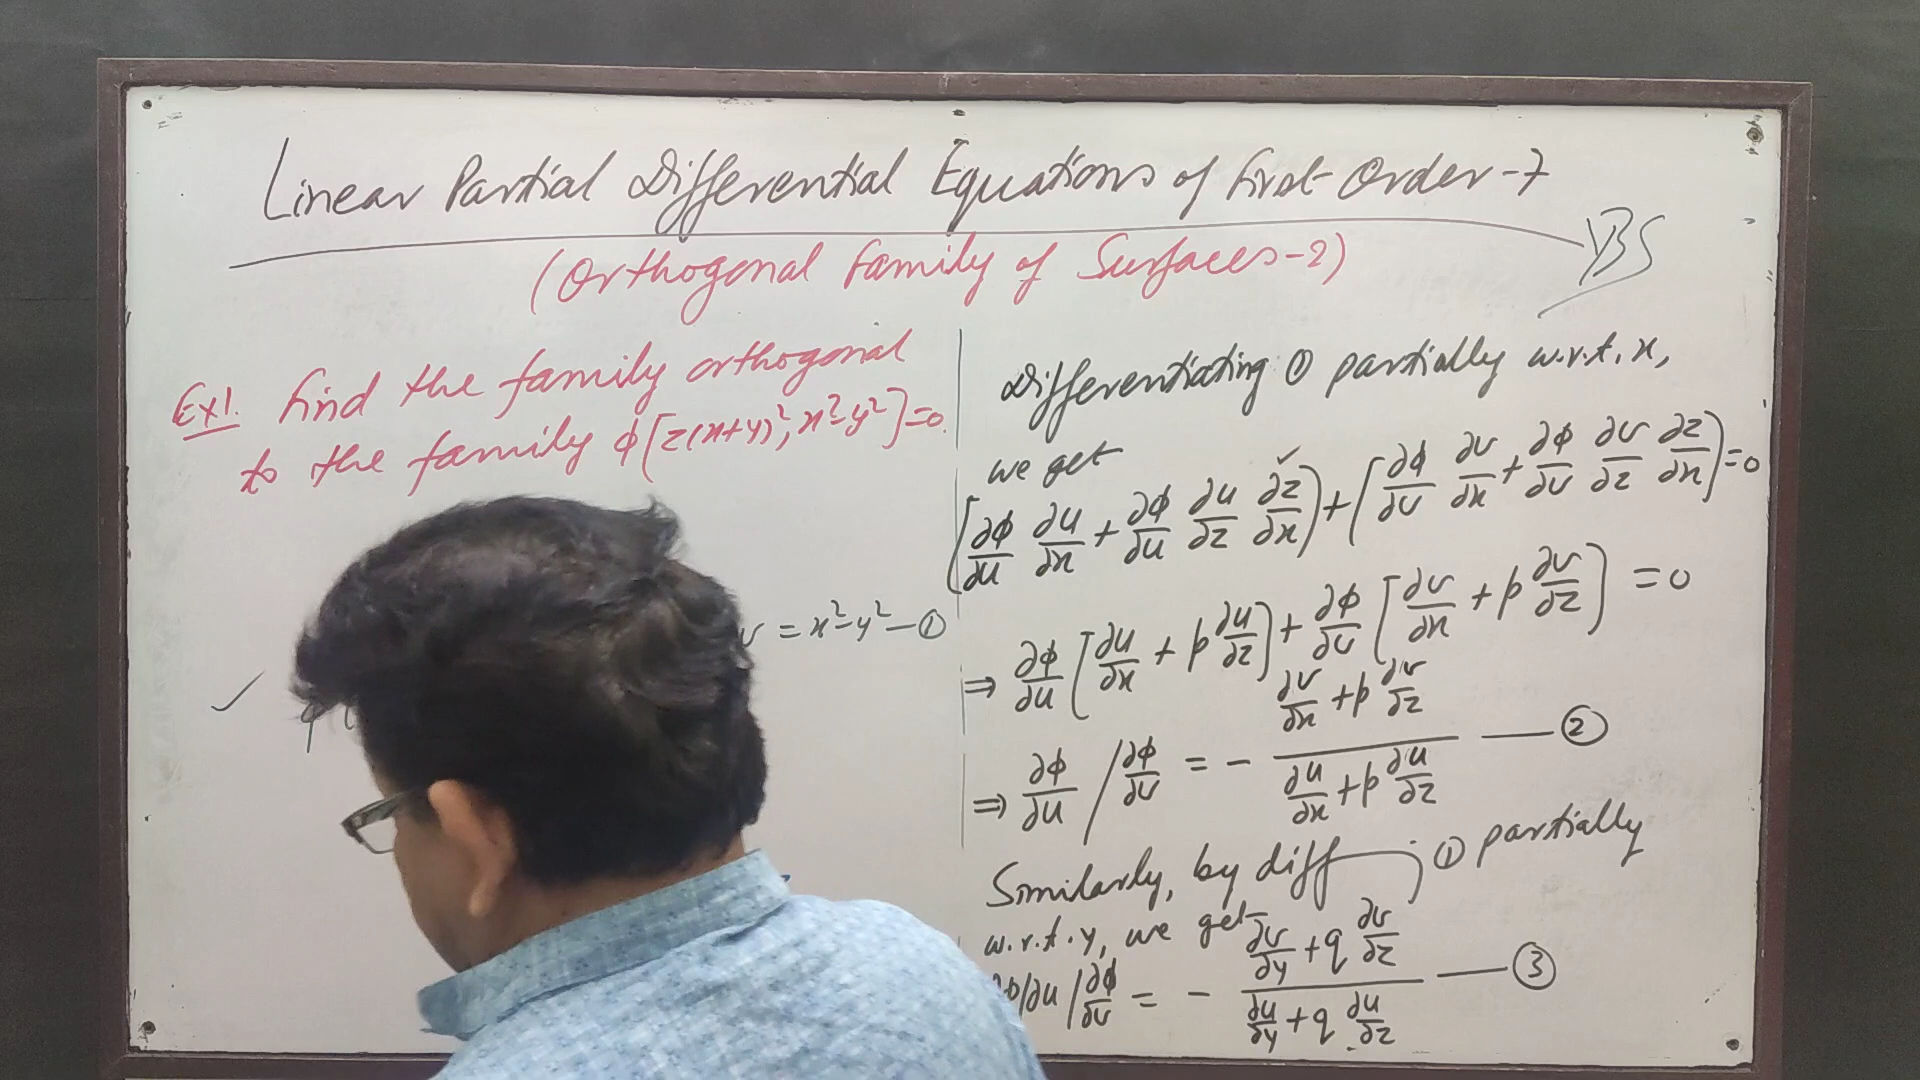 Linear Partial Differential Equations of First Order-7
YBS
(Orthogonal Family of Surfaces-2)
Ex1. Find the family orthogonal
to the family ϕ[z(x+y)², x²-y²]=0.
v = x²-y² — ①
✓
Differentiating ① partially w.r.t. x,
we get
[∂ϕ/∂u ∂u/∂x + ∂ϕ/∂u ∂u/∂z ∂z/∂x] + [∂ϕ/∂v ∂v/∂x + ∂ϕ/∂v ∂v/∂z ∂z/∂x] = 0
⇒ ∂ϕ/∂u [∂u/∂x + p ∂u/∂z] + ∂ϕ/∂v [∂v/∂x + p ∂v/∂z] = 0
⇒ ∂ϕ/∂u / ∂ϕ/∂v = - (∂v/∂x + p ∂v/∂z) / (∂u/∂x + p ∂u/∂z) — ②
Similarly, by diff ① partially
w.r.t. y, we get
∂ϕ/∂u / ∂ϕ/∂v = - (∂v/∂y + q ∂v/∂z) / (∂u/∂y + q ∂u/∂z) — ③